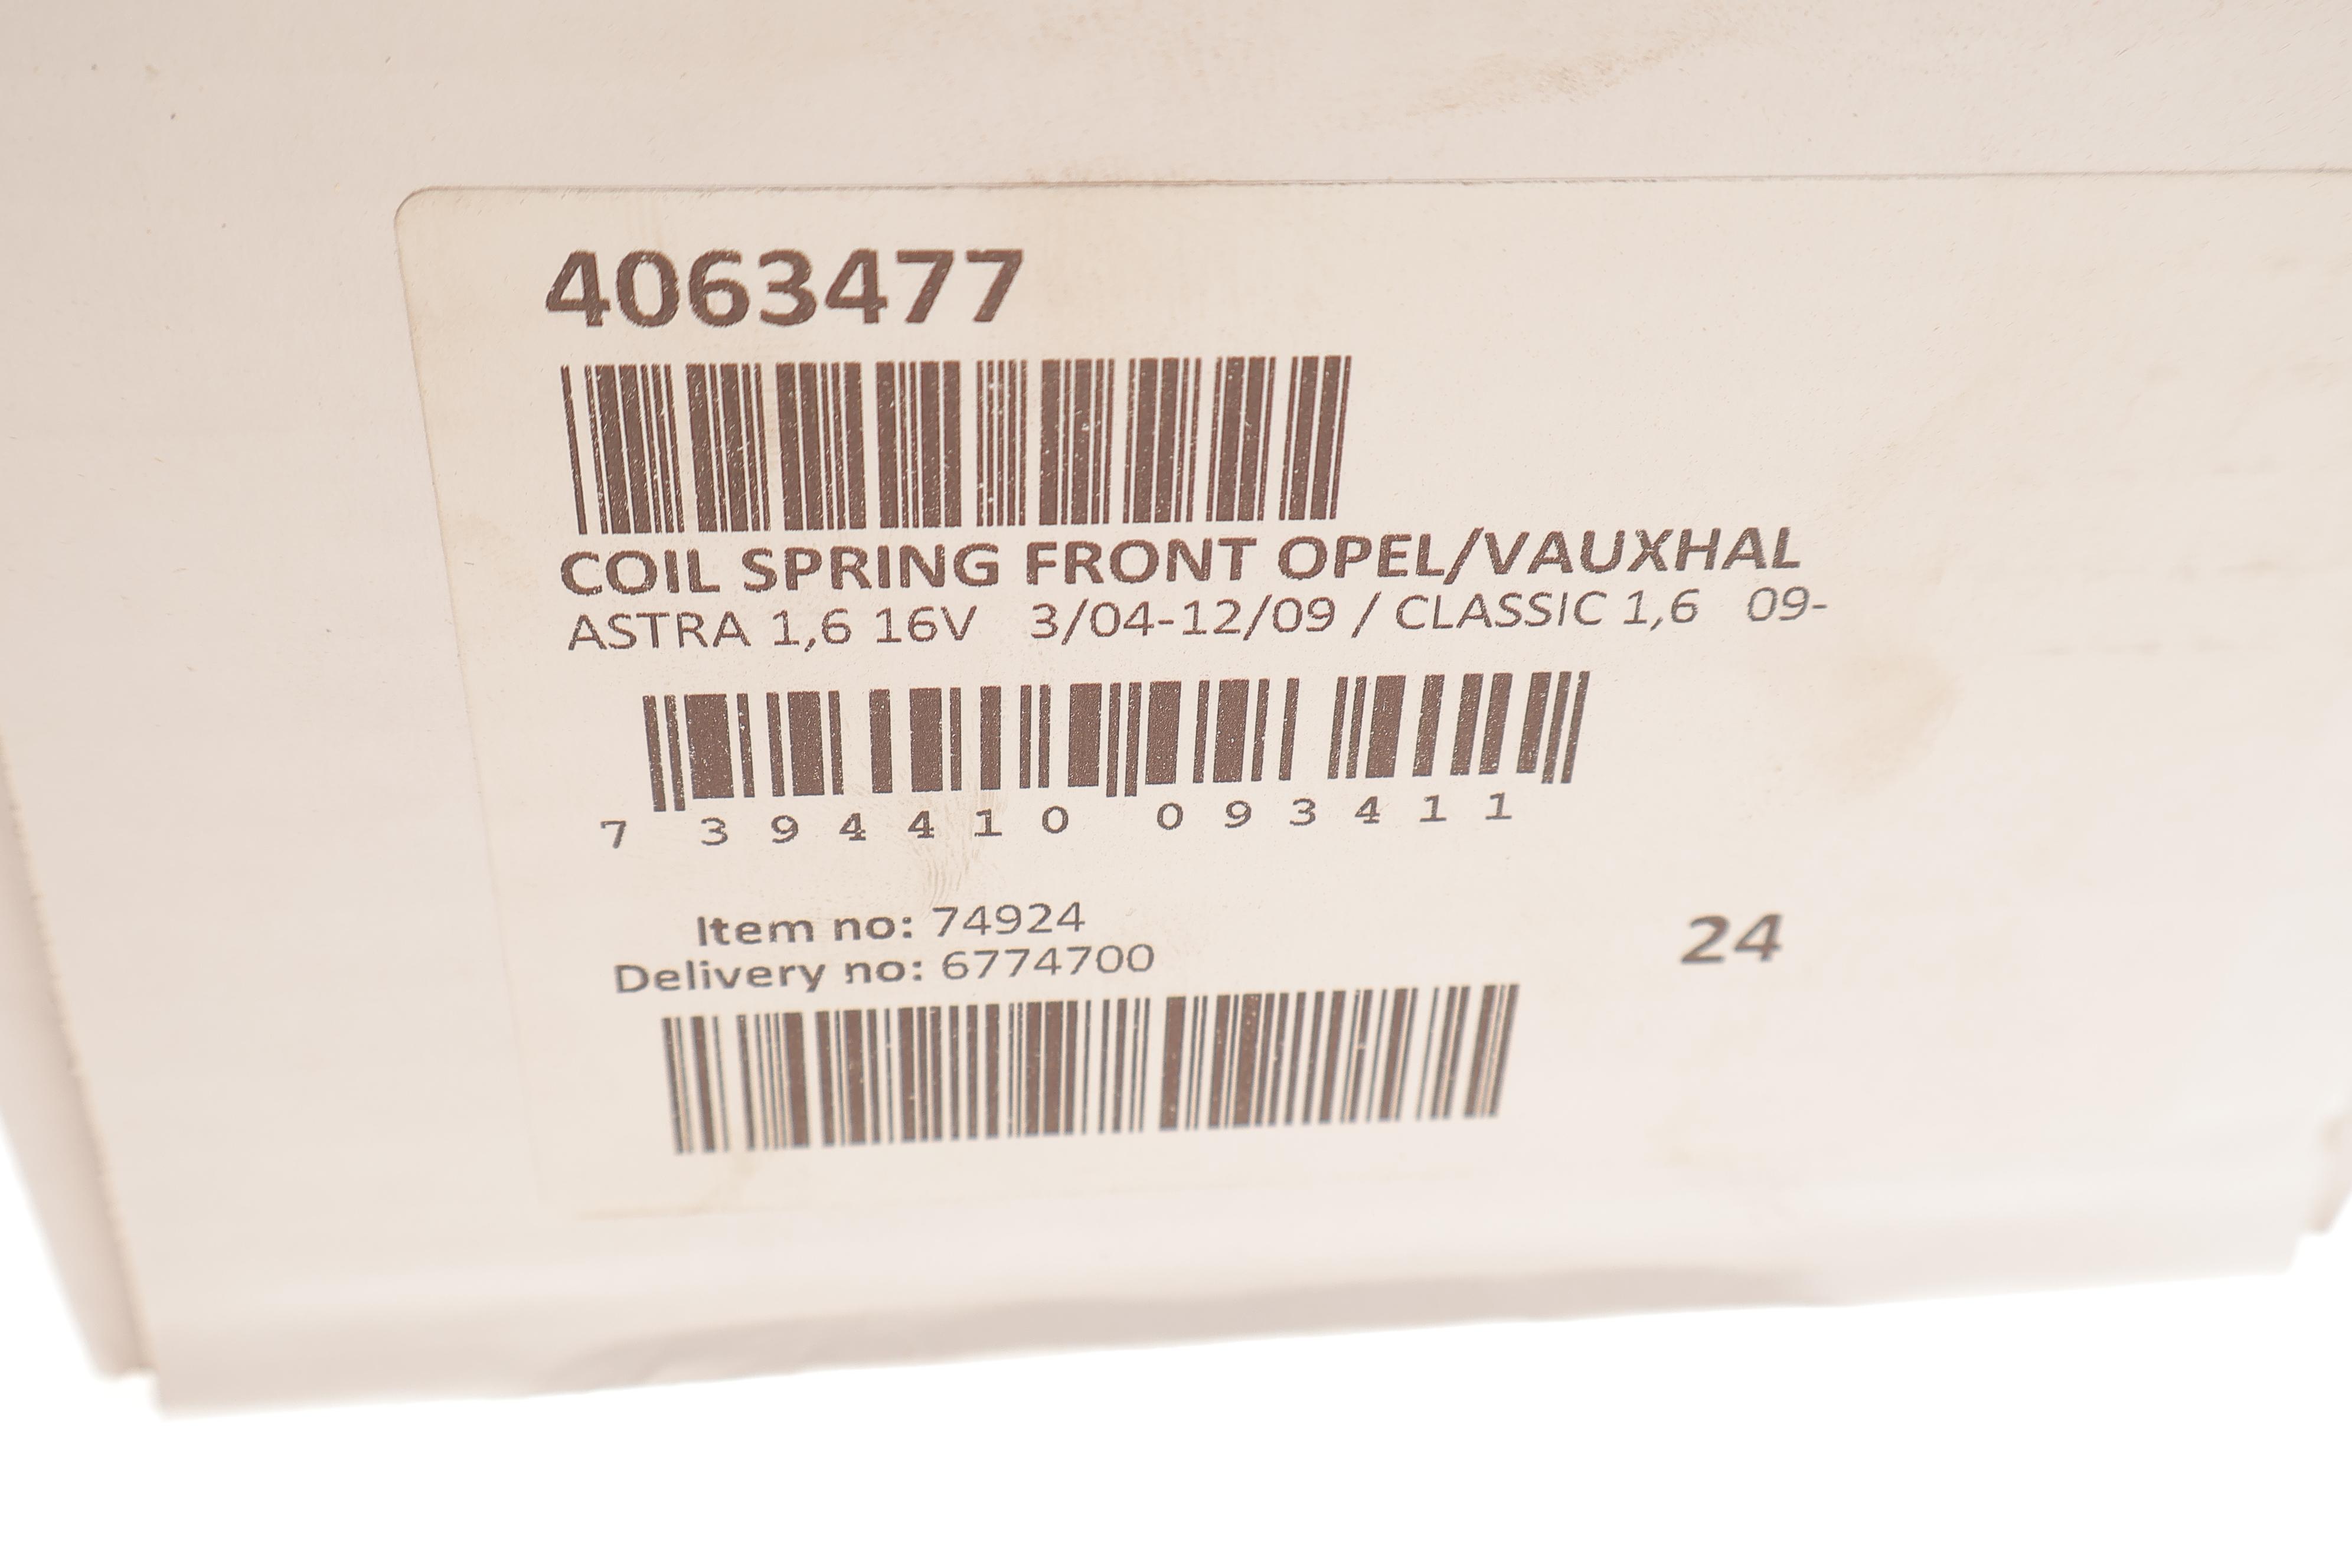 4063477
COIL SPRING FRONT OPEL/VAUXHAL
ASTRA 1,6 16V 3/04-12/09 / CLASSIC 1,6 09-
7 394410 093411
Item no: 74924
Delivery no: 6774700
24